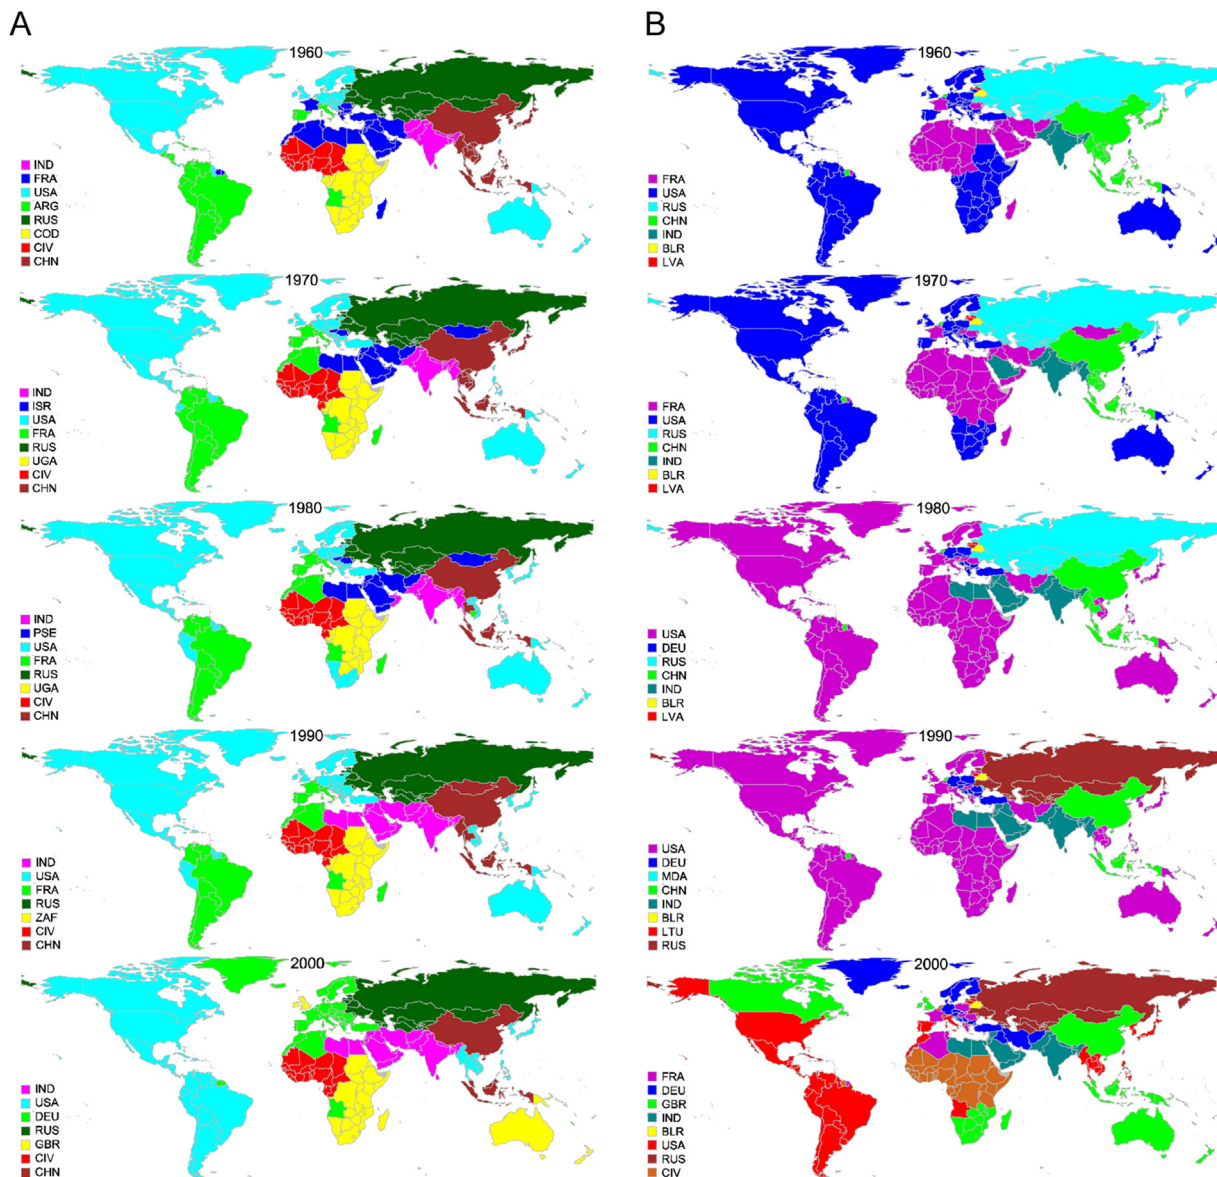 A
1960
IND
FRA
USA
ARG
RUS
COD
CIV
CHN
1970
IND
ISR
USA
FRA
RUS
UGA
CIV
CHN
1980
IND
PSE
USA
FRA
RUS
UGA
CIV
CHN
1990
IND
USA
FRA
RUS
ZAF
CIV
CHN
2000
IND
USA
DEU
RUS
GBR
CIV
CHN
B
1960
FRA
USA
RUS
CHN
IND
BLR
LVA
1970
FRA
USA
RUS
CHN
IND
BLR
LVA
1980
USA
DEU
RUS
CHN
IND
BLR
LVA
1990
USA
DEU
MDA
CHN
IND
BLR
LTU
RUS
2000
FRA
DEU
GBR
IND
BLR
USA
RUS
CIV